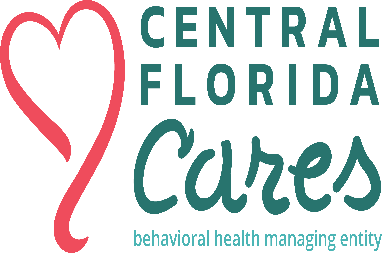 CENTRAL
FLORIDA
Cares
behavioral health managing entity